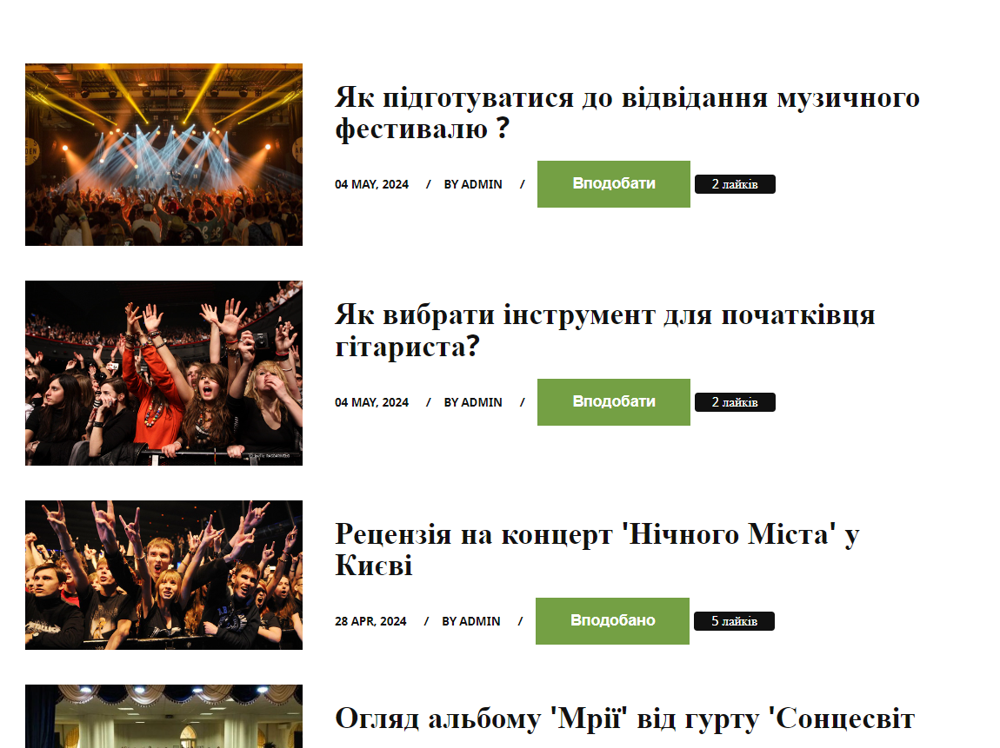 Як підготуватися до відвідання музичного
фестивалю ?
04 MAY, 2024 / BY ADMIN / Вподобати 2 лайків
Як вибрати інструмент для початківця
гітариста?
04 MAY, 2024 / BY ADMIN / Вподобати 2 лайків
Рецензія на концерт 'Нічного Міста' у
Києві
28 APR, 2024 / BY ADMIN / Вподобано 5 лайків
Огляд альбому 'Мрії' від гурту 'Сонцесвіт